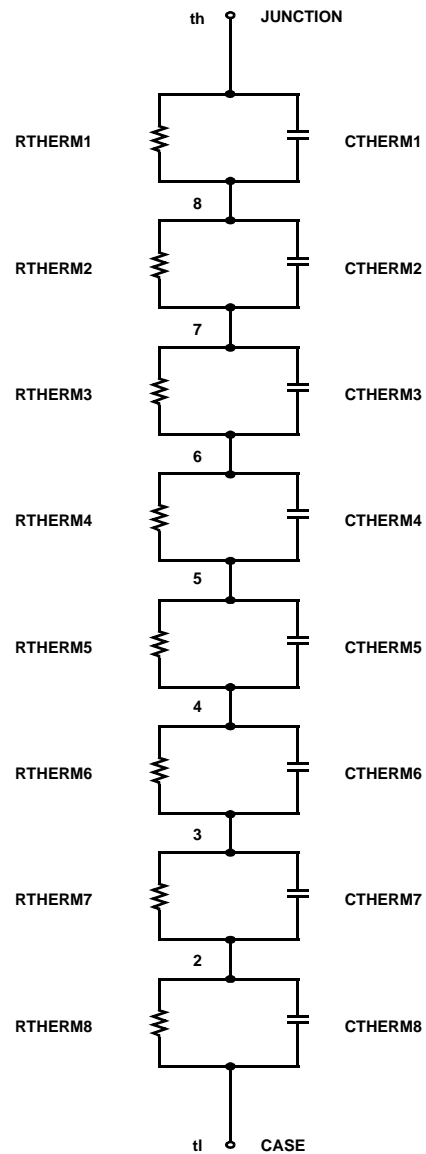 th JUNCTION
RTHERM1 CTHERM1
8
RTHERM2 CTHERM2
7
RTHERM3 CTHERM3
6
RTHERM4 CTHERM4
5
RTHERM5 CTHERM5
4
RTHERM6 CTHERM6
3
RTHERM7 CTHERM7
2
RTHERM8 CTHERM8
tl CASE